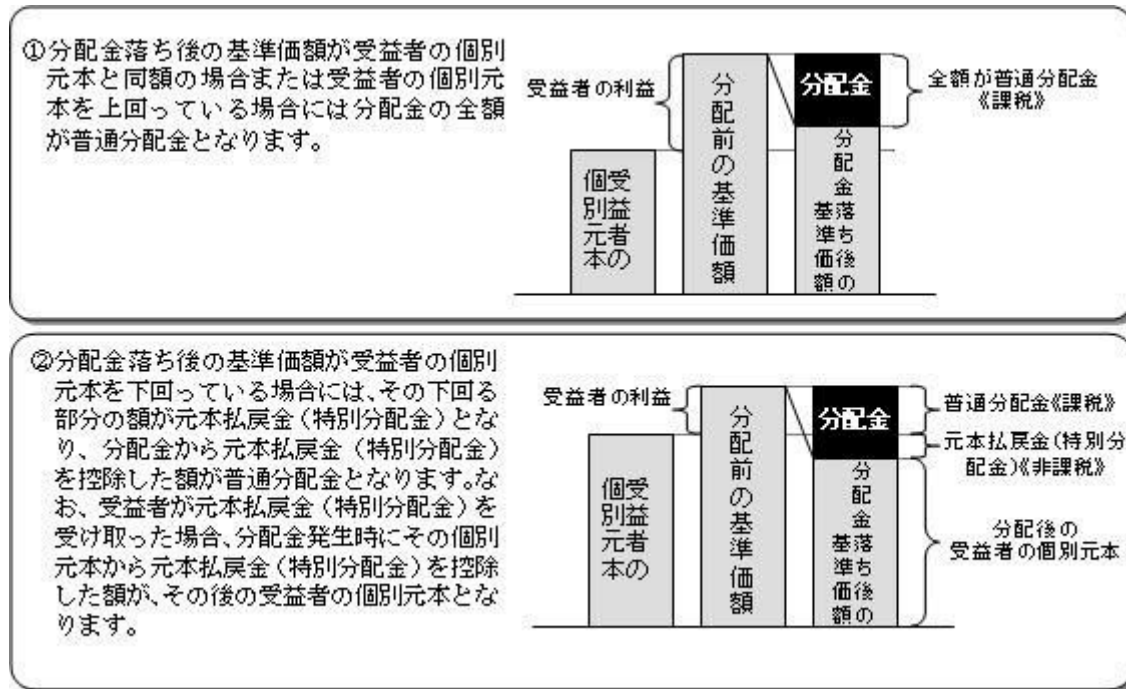 ①分配金落ち後の基準価額が受益者の個別
元本と同額の場合または受益者の個別元
本を上回っている場合には分配金の全額
が普通分配金となります。
受益者の利益
個別元本
受益者の
分配前の基準価額
分配金
分配金落ち後の
基準価額
全額が普通分配金
《課税》
②分配金落ち後の基準価額が受益者の個別
元本を下回っている場合には、その下回る
部分の額が元本払戻金（特別分配金）とな
り、分配金から元本払戻金（特別分配金）
を控除した額が普通分配金となります。な
お、受益者が元本払戻金（特別分配金）を
受け取った場合、分配金発生時にその個別
元本から元本払戻金（特別分配金）を控除
した額が、その後の受益者の個別元本とな
ります。
受益者の利益
受益者の
個別元本
分配前の基準価額
分配金
分配金落ち後の
基準価額
普通分配金《課税》
元本払戻金（特別分
配金）《非課税》
分配後の
受益者の個別元本